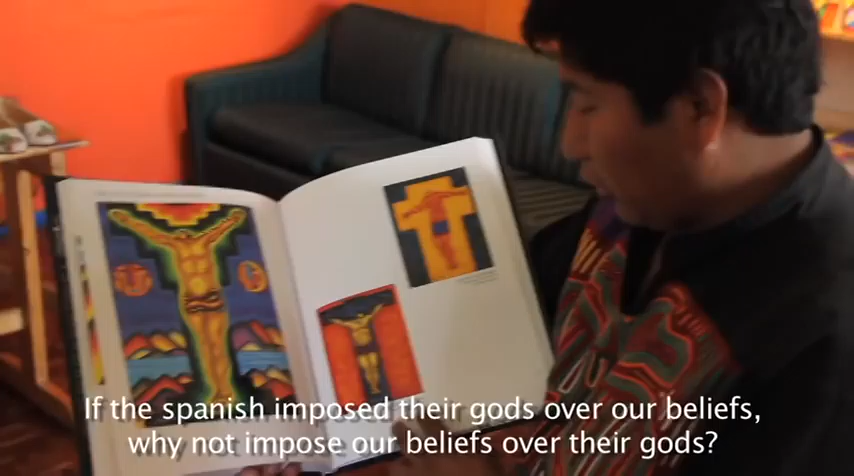 If the spanish imposed their gods over our beliefs,
why not impose our beliefs over their gods?